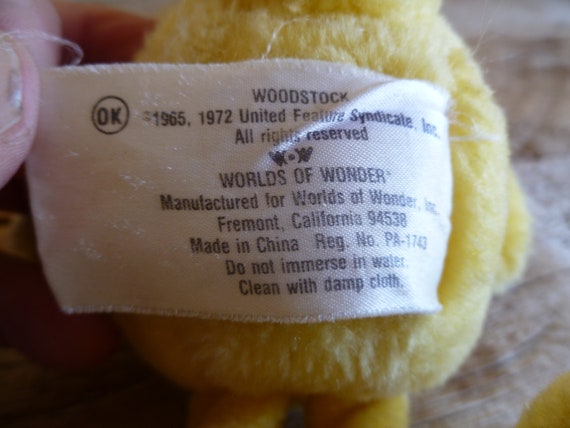 WOODSTOCK
OK
©1965, 1972 United Feature Syndicate, Inc.
All rights reserved
WOW
WORLDS OF WONDER®
Manufactured for Worlds of Wonder, Inc.
Fremont, California 94538
Made in China Reg. No. PA-1743
Do not immerse in water.
Clean with damp cloth.